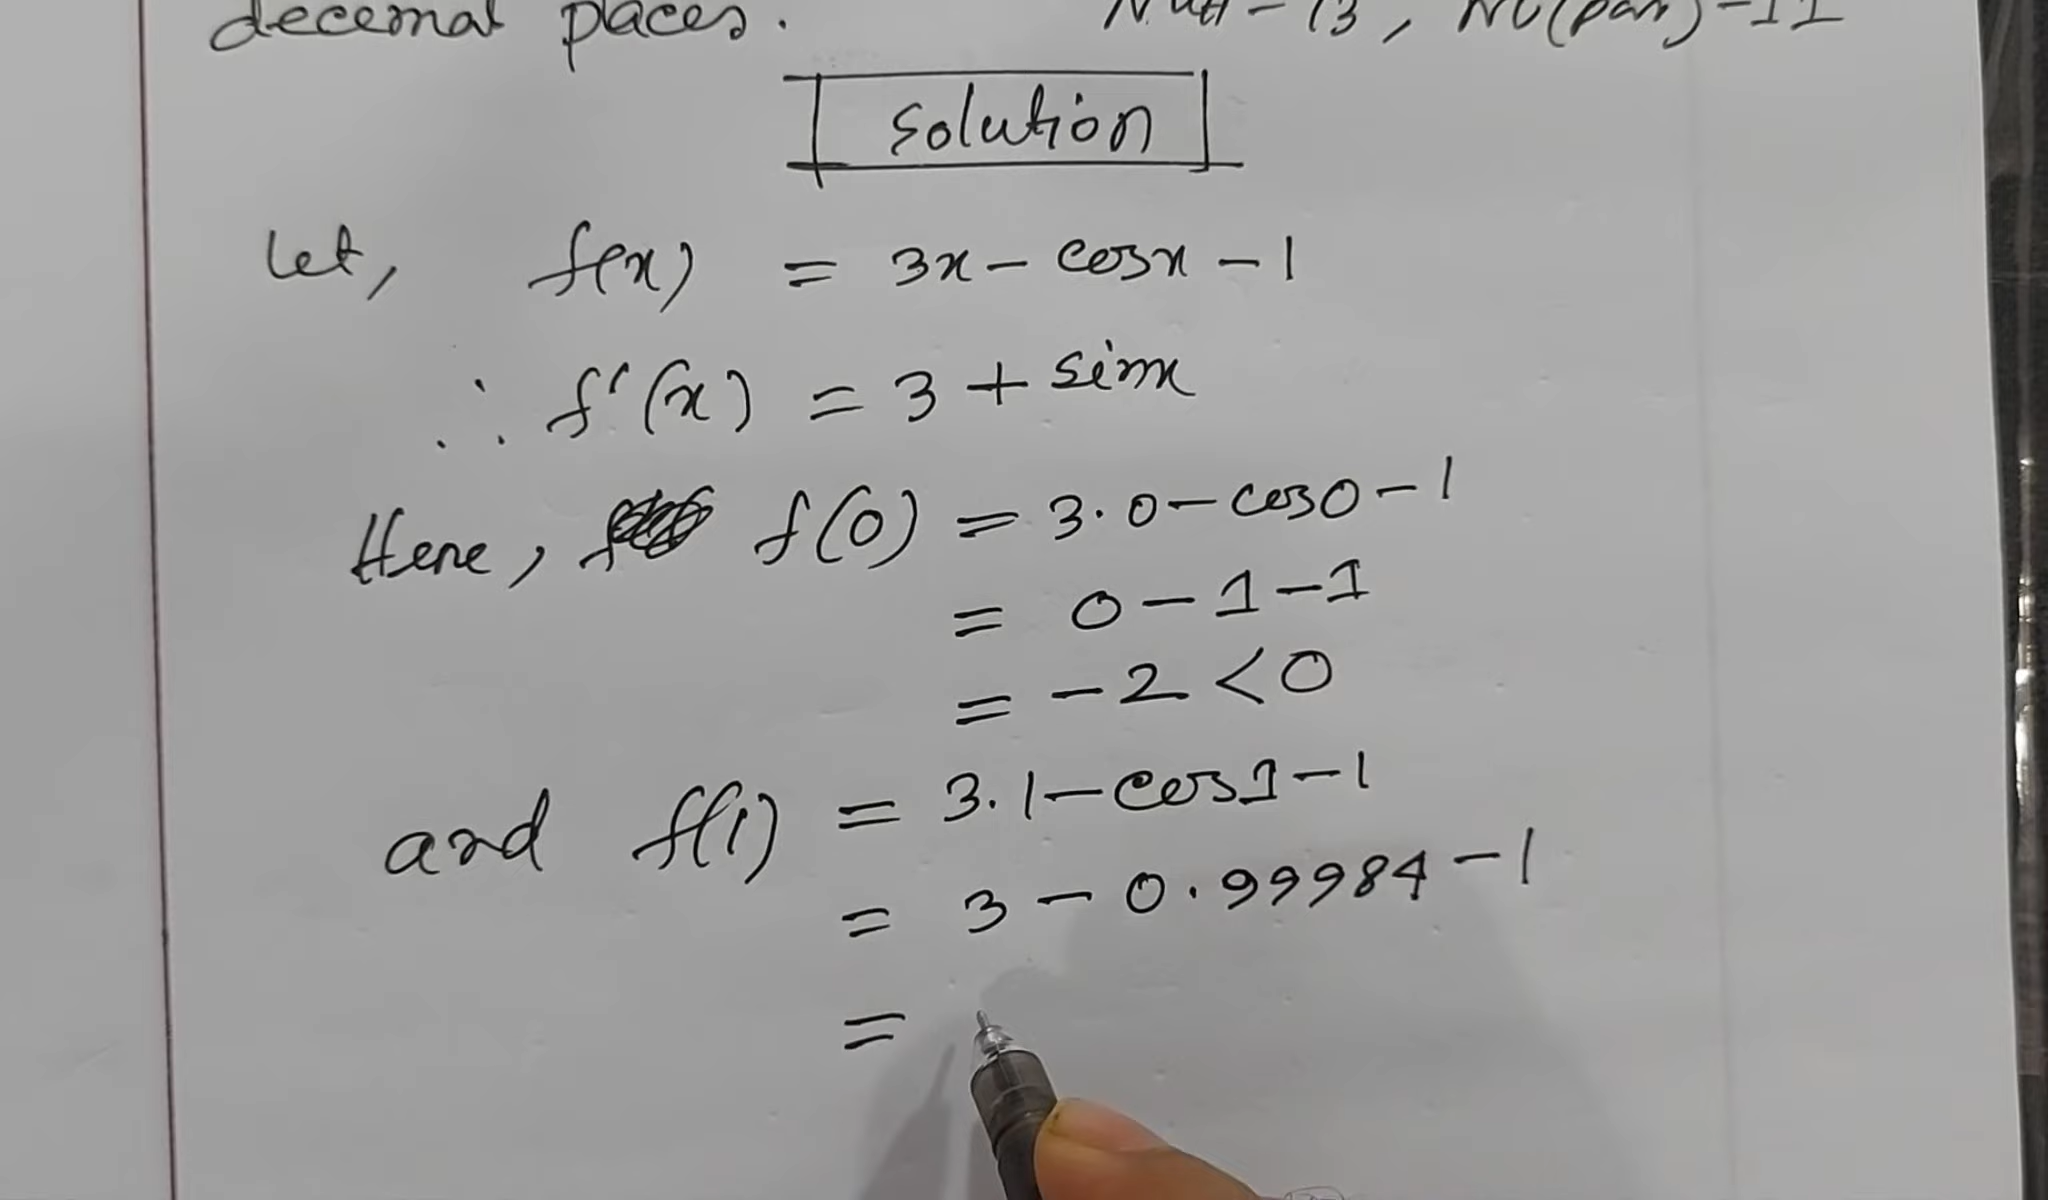 decemal places.
Solution
Let, f(x) = 3x - cosx - 1
∴ f'(x) = 3 + sinx
Here, f(0) = 3.0 - cos0 - 1
= 0 - 1 - 1
= -2 < 0
and f(1) = 3.1 - cos1 - 1
= 3 - 0.99984 - 1
=